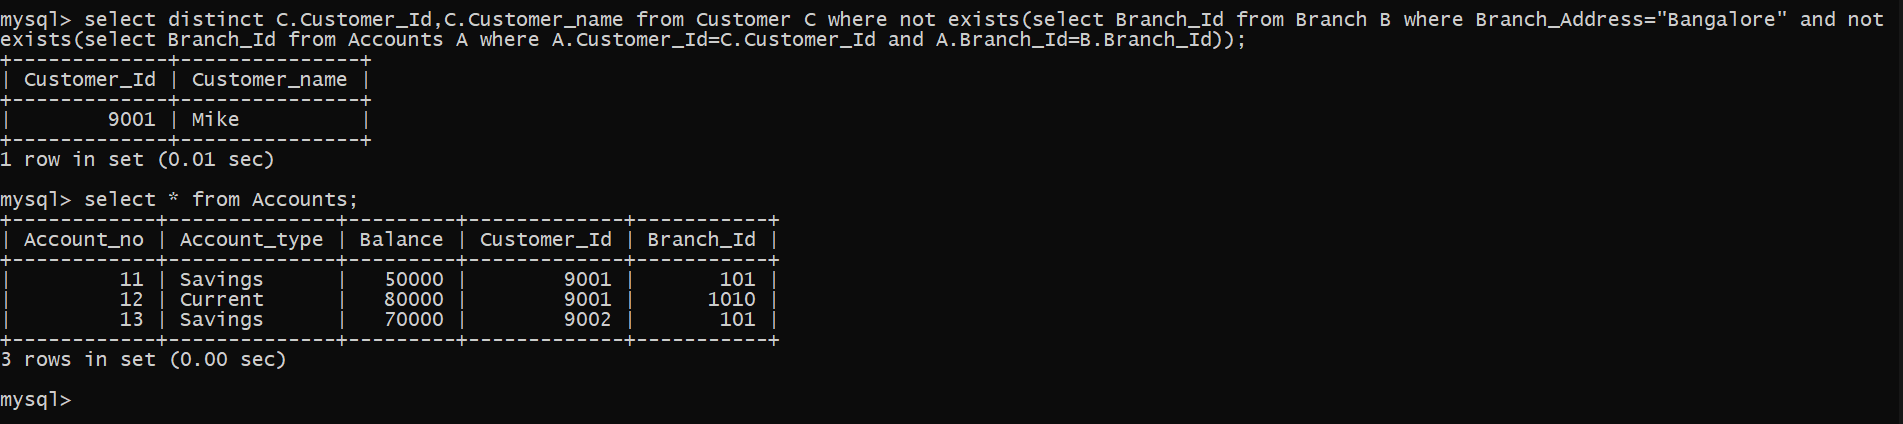 mysql> select distinct C.Customer_Id,C.Customer_name from Customer C where not exists(select Branch_Id from Branch B where Branch_Address="Bangalore" and not
exists(select Branch_Id from Accounts A where A.Customer_Id=C.Customer_Id and A.Branch_Id=B.Branch_Id));
+-------------+---------------+
| Customer_Id | Customer_name |
+-------------+---------------+
|        9001 | Mike          |
+-------------+---------------+
1 row in set (0.01 sec)

mysql> select * from Accounts;
+------------+--------------+---------+-------------+-----------+
| Account_no | Account_type | Balance | Customer_Id | Branch_Id |
+------------+--------------+---------+-------------+-----------+
|         11 | Savings      |   50000 |        9001 |       101 |
|         12 | Current      |   80000 |        9001 |      1010 |
|         13 | Savings      |   70000 |        9002 |       101 |
+------------+--------------+---------+-------------+-----------+
3 rows in set (0.00 sec)

mysql>